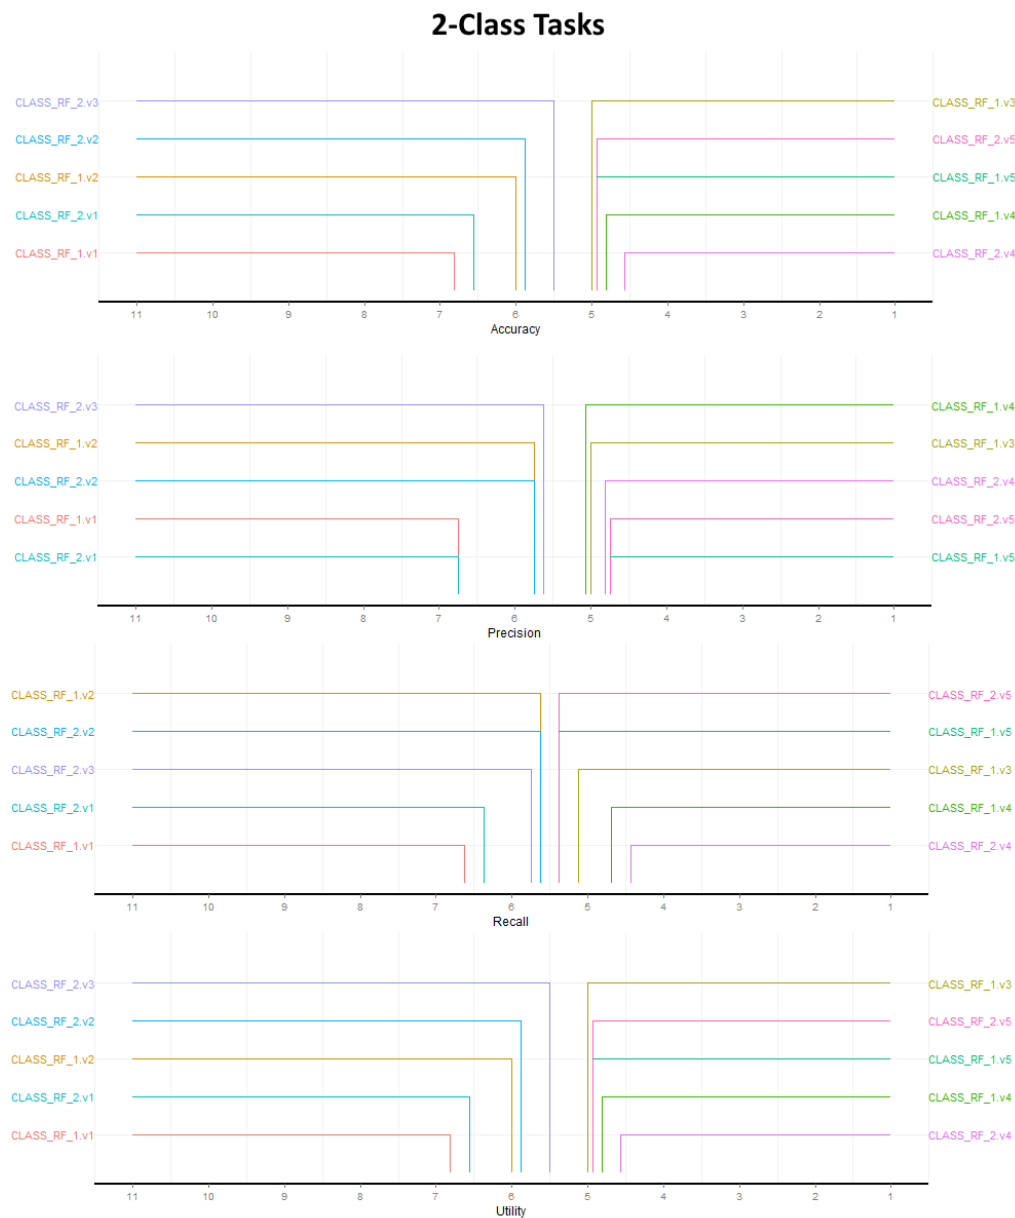 2-Class Tasks
CLASS_RF_2.v3 CLASS_RF_1.v3
CLASS_RF_2.v2 CLASS_RF_2.v5
CLASS_RF_1.v2 CLASS_RF_1.v5
CLASS_RF_2.v1 CLASS_RF_1.v4
CLASS_RF_1.v1 CLASS_RF_2.v4
11 10 9 8 7 6 5 4 3 2 1
Accuracy
CLASS_RF_2.v3 CLASS_RF_1.v4
CLASS_RF_1.v2 CLASS_RF_1.v3
CLASS_RF_2.v2 CLASS_RF_2.v4
CLASS_RF_1.v1 CLASS_RF_2.v5
CLASS_RF_2.v1 CLASS_RF_1.v5
11 10 9 8 7 6 5 4 3 2 1
Precision
CLASS_RF_1.v2 CLASS_RF_2.v5
CLASS_RF_2.v2 CLASS_RF_1.v5
CLASS_RF_2.v3 CLASS_RF_1.v3
CLASS_RF_2.v1 CLASS_RF_1.v4
CLASS_RF_1.v1 CLASS_RF_2.v4
11 10 9 8 7 6 5 4 3 2 1
Recall
CLASS_RF_2.v3 CLASS_RF_1.v3
CLASS_RF_2.v2 CLASS_RF_2.v5
CLASS_RF_1.v2 CLASS_RF_1.v5
CLASS_RF_2.v1 CLASS_RF_1.v4
CLASS_RF_1.v1 CLASS_RF_2.v4
11 10 9 8 7 6 5 4 3 2 1
Utility